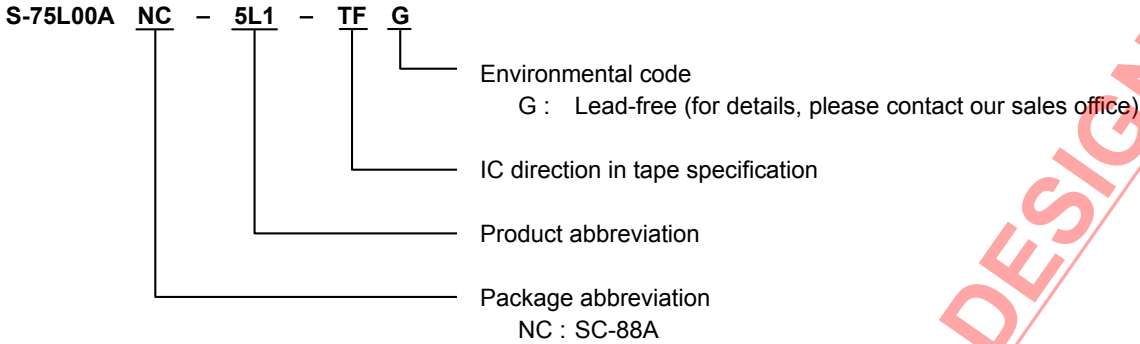 S-75L00A NC – 5L1 – TF G
Environmental code
G : Lead-free (for details, please contact our sales office)
IC direction in tape specification
Product abbreviation
Package abbreviation
NC : SC-88A
DESIGN